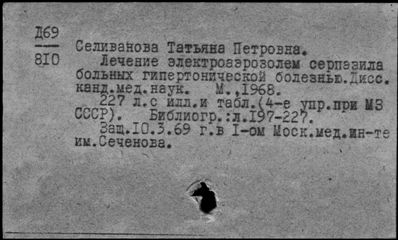 Д69
810
Селиванова Татьяна Петровна.
Лечение электроаэрозолем серпазила
больных гипертонической болезнью.Дисс.
канд.мед.наук. М.,1968.
227 л.с илл.и табл.(4-е упр.при МЗ
СССР). Библиогр.:л.197-227.
Защ.10.3.69 г.в I-ом Моск.мед.ин-те
им.Сеченова.